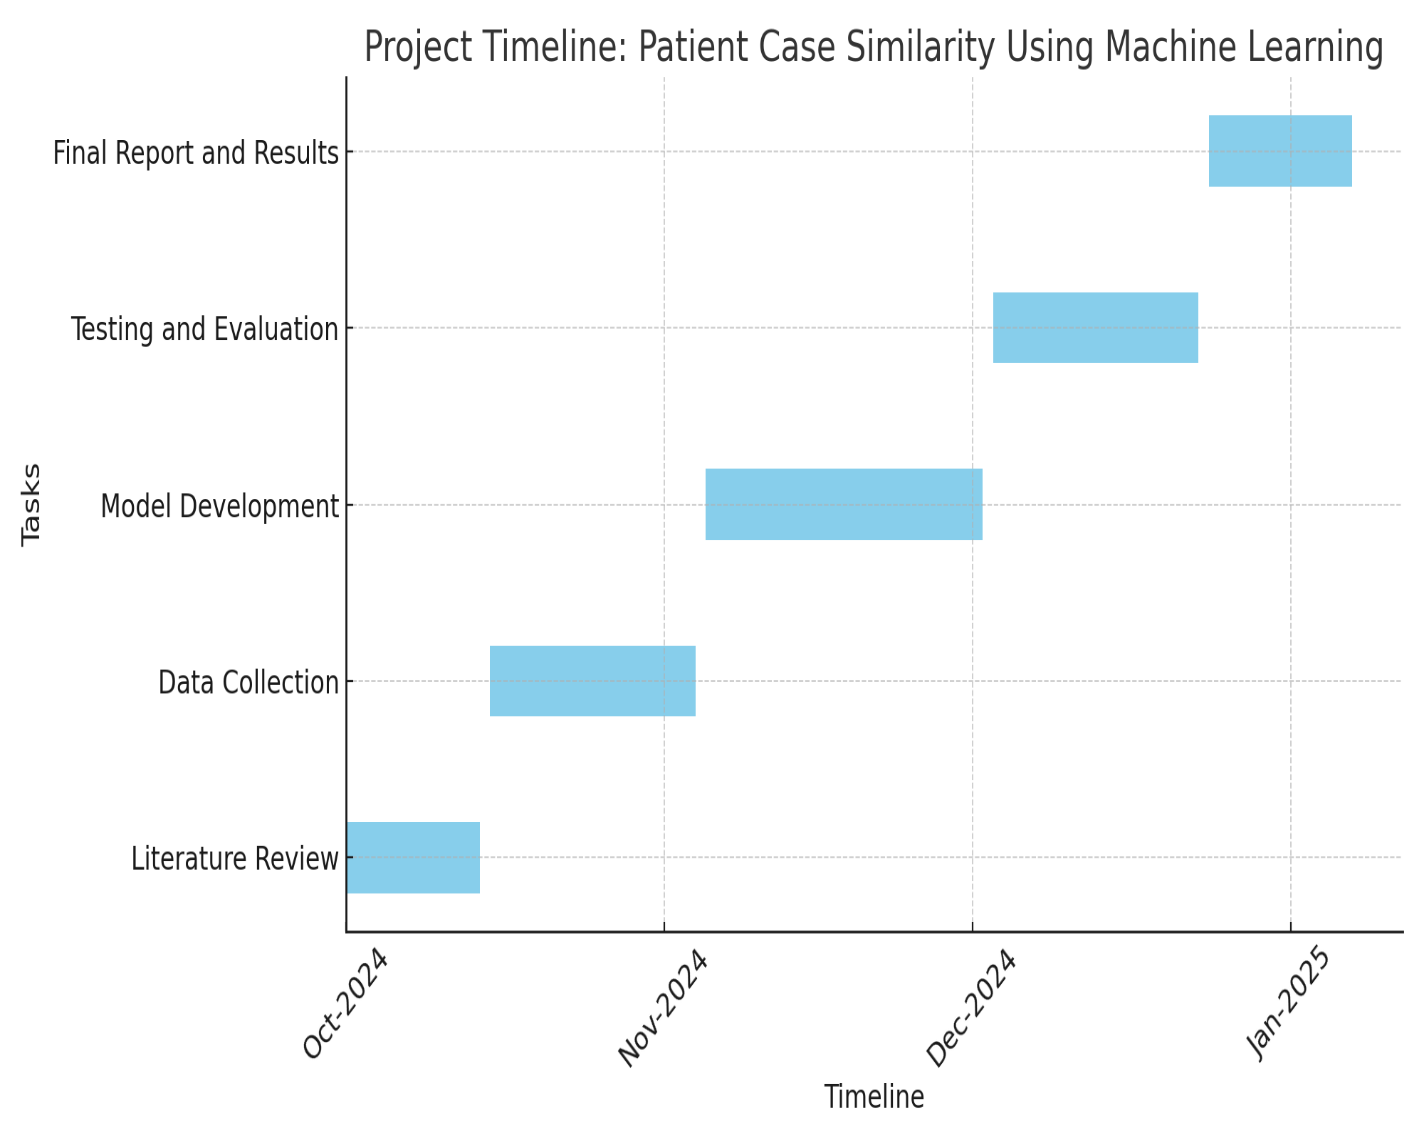 Project Timeline: Patient Case Similarity Using Machine Learning
Final Report and Results
Testing and Evaluation
Model Development
Data Collection
Literature Review
Tasks
Oct-2024
Nov-2024
Dec-2024
Jan-2025
Timeline